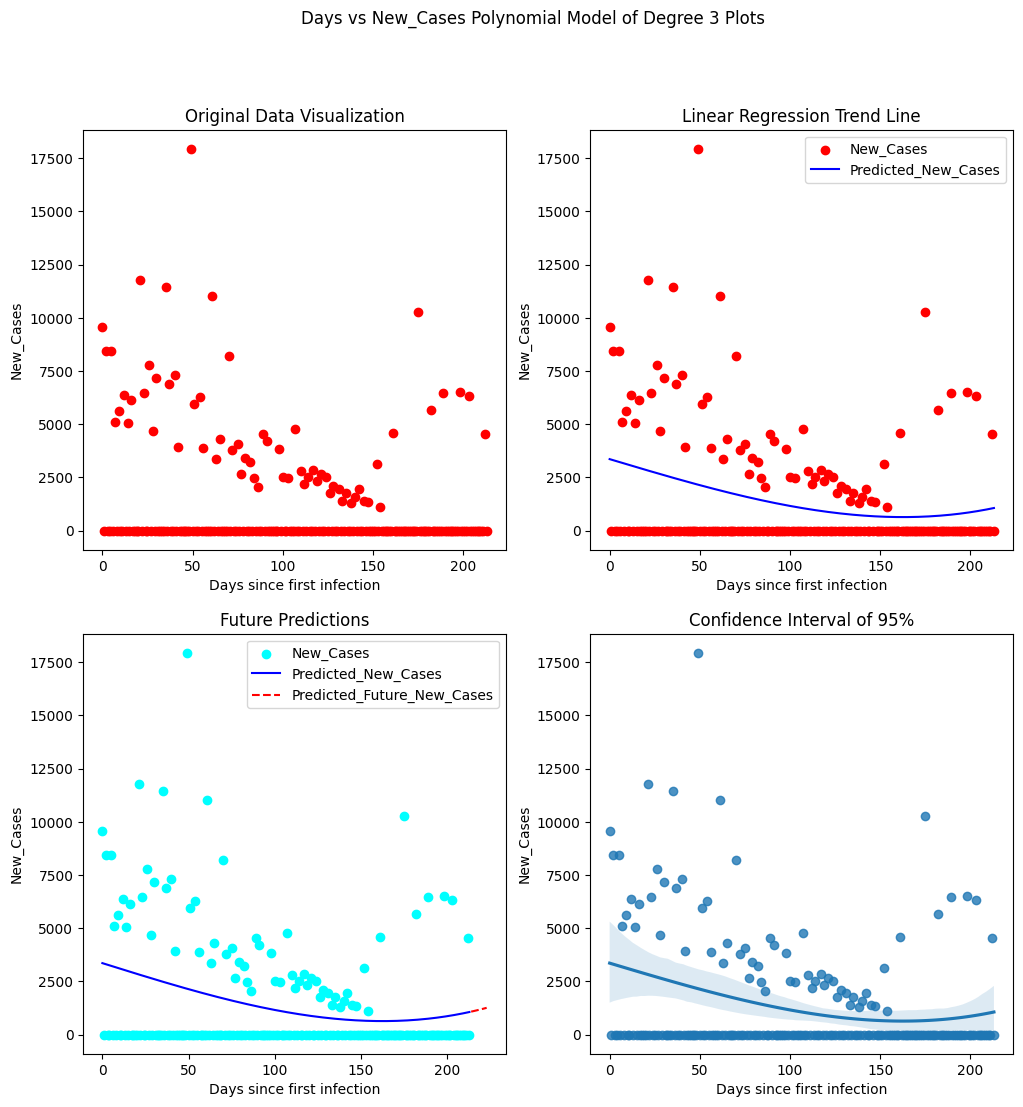 Days vs New_Cases Polynomial Model of Degree 3 Plots
Original Data Visualization
17500
15000
12500
10000
7500
5000
2500
0
New_Cases
0 50 100 150 200
Days since first infection
Linear Regression Trend Line
New_Cases
Predicted_New_Cases
17500
15000
12500
10000
7500
5000
2500
0
New_Cases
0 50 100 150 200
Days since first infection
Future Predictions
New_Cases
Predicted_New_Cases
Predicted_Future_New_Cases
17500
15000
12500
10000
7500
5000
2500
0
New_Cases
0 50 100 150 200
Days since first infection
Confidence Interval of 95%
17500
15000
12500
10000
7500
5000
2500
0
New_Cases
0 50 100 150 200
Days since first infection